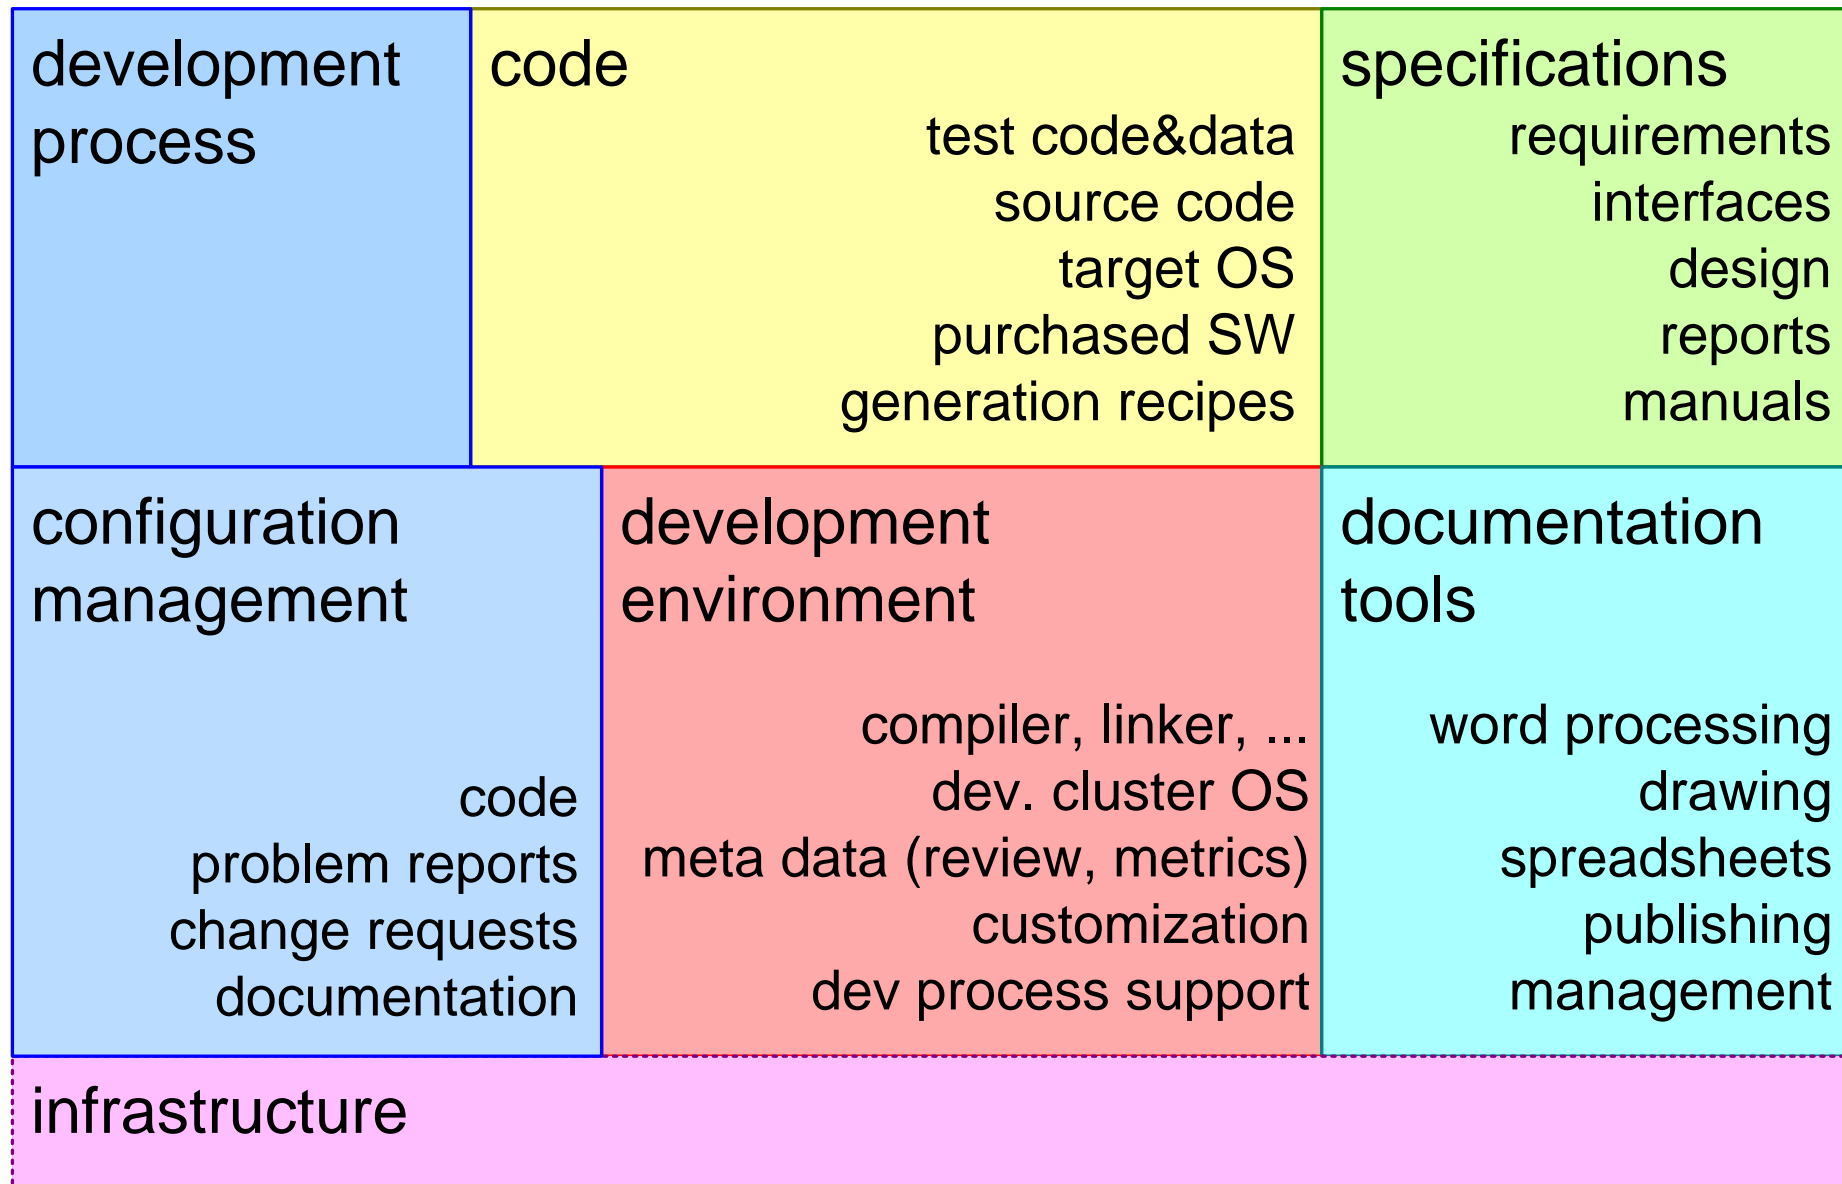 development
process
code
test code&data
source code
target OS
purchased SW
generation recipes
specifications
requirements
interfaces
design
reports
manuals
configuration
management
code
problem reports
change requests
documentation
development
environment
compiler, linker, ...
dev. cluster OS
meta data (review, metrics)
customization
dev process support
documentation
tools
word processing
drawing
spreadsheets
publishing
management
infrastructure